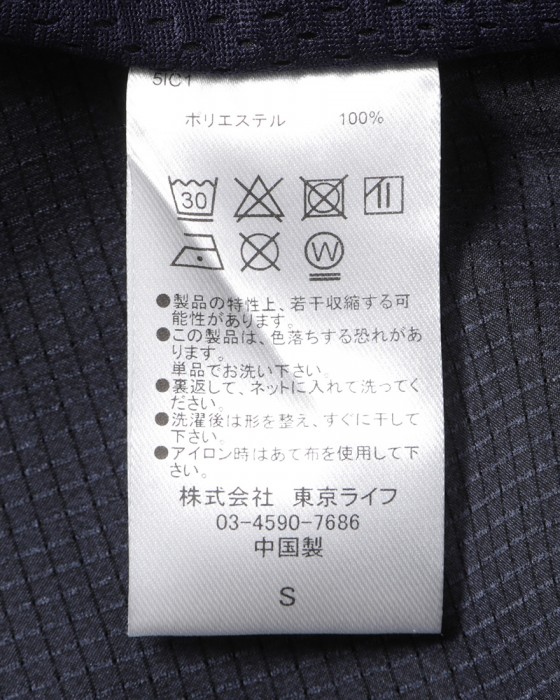 5IC1
ポリエステル 100%
30
W
●製品の特性上、若干収縮する可
能性があります。
●この製品は、色落ちする恐れがあ
ります。
単品でお洗い下さい。
●裏返して、ネットに入れて洗ってく
ださい。
●洗濯後は形を整え、すぐに干して
下さい。
●アイロン時はあて布を使用して下
さい。
株式会社 東京ライフ
03-4590-7686
中国製
S